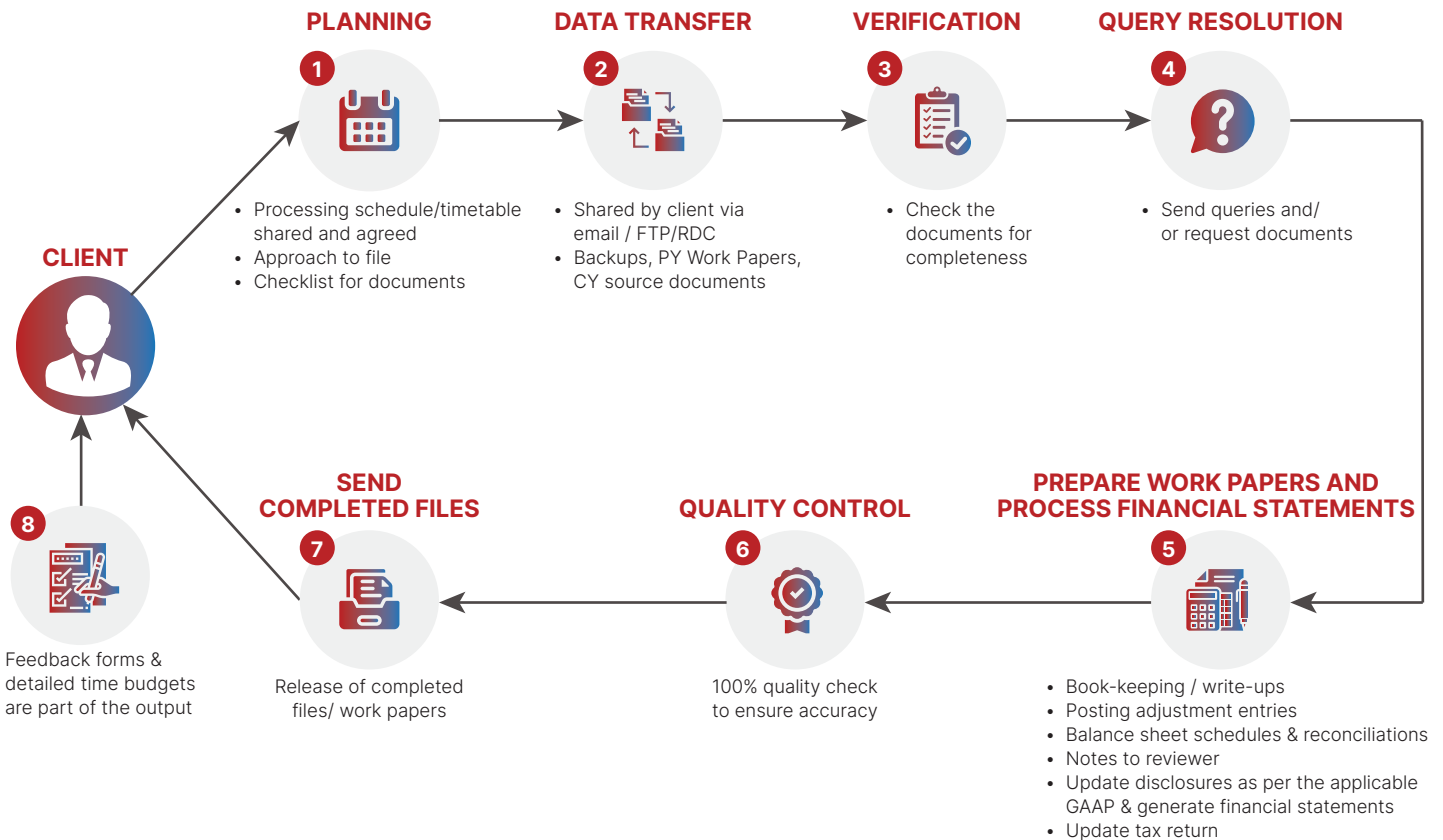 PLANNING
1
• Processing schedule/timetable
shared and agreed
• Approach to file
• Checklist for documents
DATA TRANSFER
2
• Shared by client via
email / FTP/RDC
• Backups, PY Work Papers,
CY source documents
VERIFICATION
3
• Check the
documents for
completeness
QUERY RESOLUTION
4
?
• Send queries and/
or request documents
CLIENT
PREPARE WORK PAPERS AND
PROCESS FINANCIAL STATEMENTS
5
• Book-keeping / write-ups
• Posting adjustment entries
• Balance sheet schedules & reconciliations
• Notes to reviewer
• Update disclosures as per the applicable
GAAP & generate financial statements
• Update tax return
QUALITY CONTROL
6
100% quality check
to ensure accuracy
SEND
COMPLETED FILES
7
Release of completed
files/ work papers
8
Feedback forms &
detailed time budgets
are part of the output